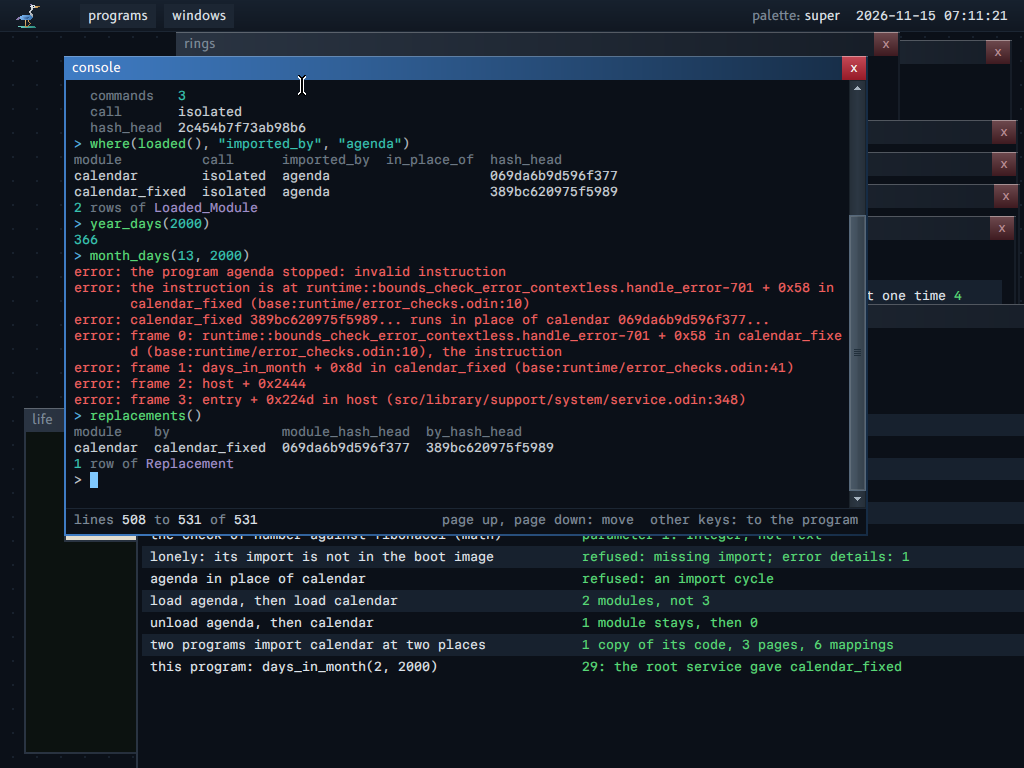 programs windows palette: super 2026-11-15 07:11:21
rings x
x
console x
commands 3
call isolated
hash_head 2c454b7f73ab98b6
> where(loaded(), "imported_by", "agenda")
module call imported_by in_place_of hash_head
calendar isolated agenda 069da6b9d596f377
calendar_fixed isolated agenda 389bc620975f5989
2 rows of Loaded_Module
> year_days(2000)
366
> month_days(13, 2000)
error: the program agenda stopped: invalid instruction
error: the instruction is at runtime::bounds_check_error_contextless.handle_error-701 + 0x58 in
calendar_fixed (base:runtime/error_checks.odin:10)
error: calendar_fixed 389bc620975f5989... runs in place of calendar 069da6b9d596f377...
error: frame 0: runtime::bounds_check_error_contextless.handle_error-701 + 0x58 in calendar_fixe
d (base:runtime/error_checks.odin:10), the instruction
error: frame 1: days_in_month + 0x8d in calendar_fixed (base:runtime/error_checks.odin:41)
error: frame 2: host + 0x2444
error: frame 3: entry + 0x224d in host (src/library/support/system/service.odin:348)
> replacements()
module by module_hash_head by_hash_head
calendar calendar_fixed 069da6b9d596f377 389bc620975f5989
1 row of Replacement
>
lines 508 to 531 of 531 page up, page down: move other keys: to the program
x
x
x
x
t one time 4
life
lonely: its import is not in the boot image refused: missing import; error details: 1
agenda in place of calendar refused: an import cycle
load agenda, then load calendar 2 modules, not 3
unload agenda, then calendar 1 module stays, then 0
two programs import calendar at two places 1 copy of its code, 3 pages, 6 mappings
this program: days_in_month(2, 2000) 29: the root service gave calendar_fixed